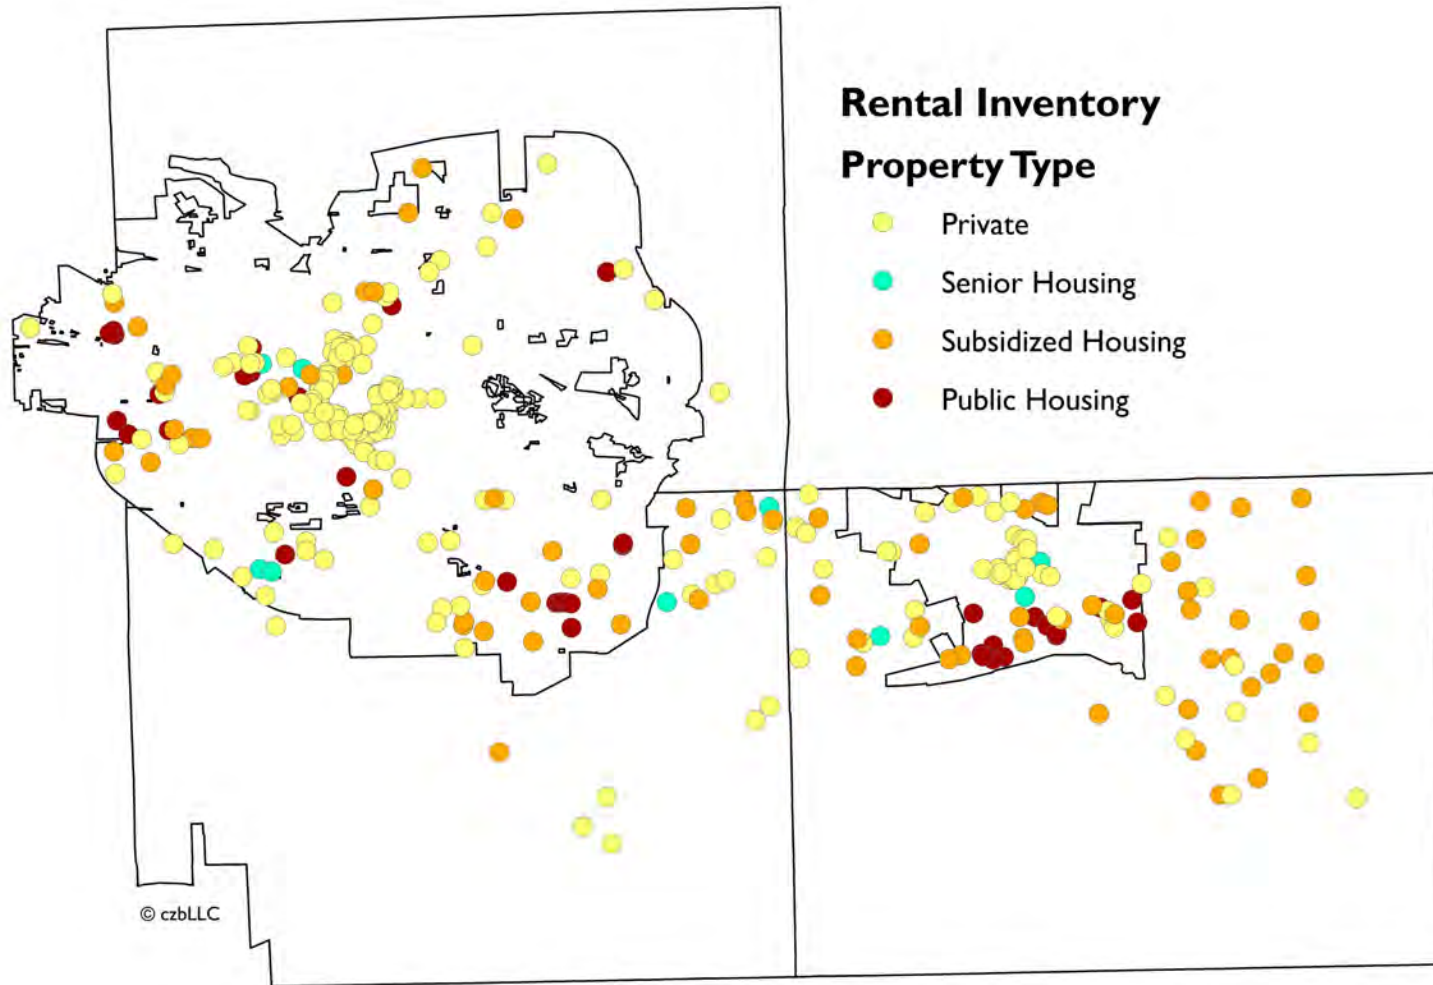 Rental Inventory
Property Type
Private
Senior Housing
Subsidized Housing
Public Housing
© czbLLC